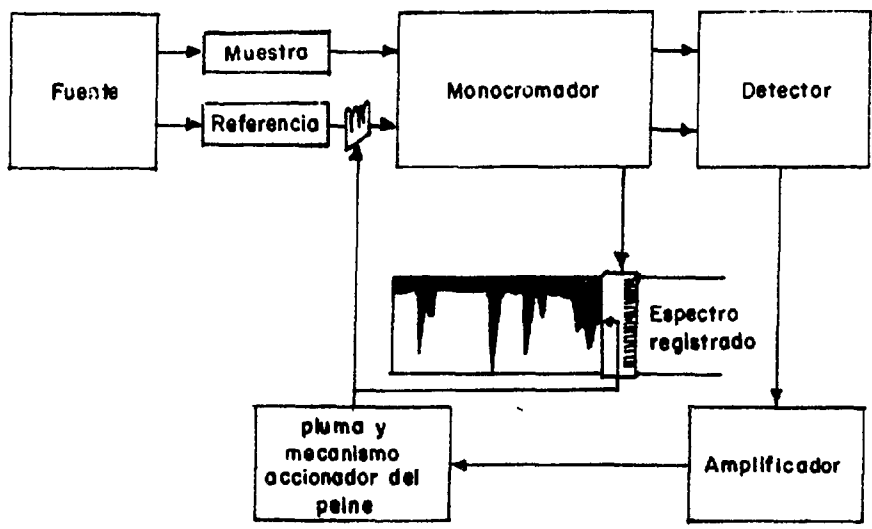 Fuente
Muestra
Referencia
Monocromador
Detector
Espectro
registrado
pluma y
mecanismo
accionador del
peine
Amplificador